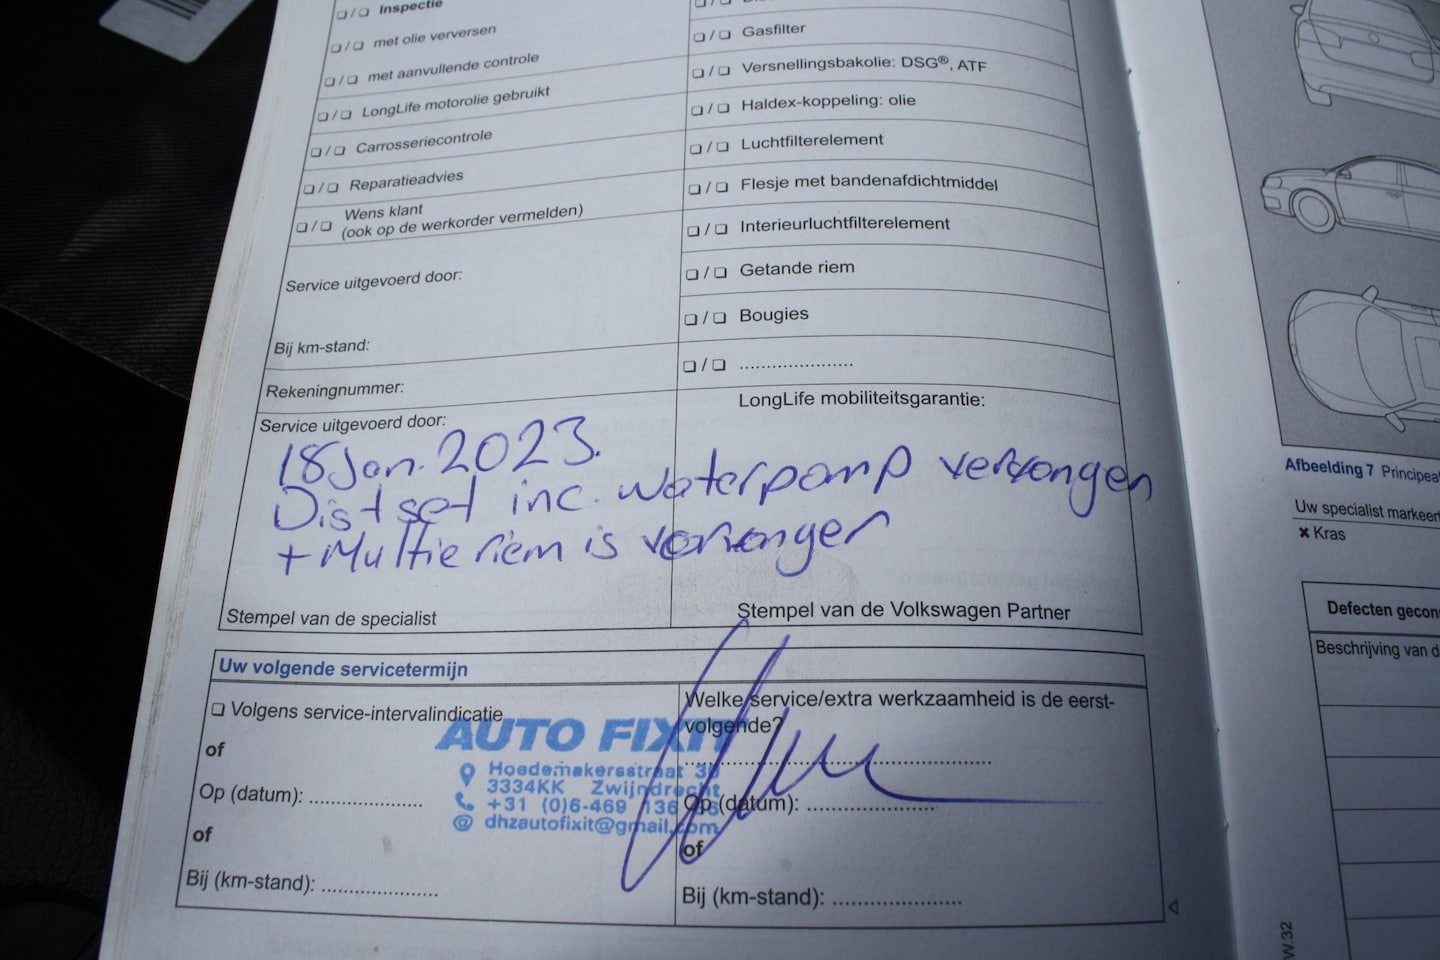 ❏ / ❏ Inspectie
❏ / ❏ met olie verversen
❏ / ❏ met aanvullende controle
❏ / ❏ LongLife motorolie gebruikt
❏ / ❏ Carrosseriecontrole
❏ / ❏ Reparatieadvies
❏ / ❏ Wens klant
(ook op de werkorder vermelden)
Service uitgevoerd door:
Bij km-stand:
Rekeningnummer:
❏ / ❏ Gasfilter
❏ / ❏ Versnellingsbakolie: DSG®, ATF
❏ / ❏ Haldex-koppeling: olie
❏ / ❏ Luchtfilterelement
❏ / ❏ Flesje met bandenafdichtmiddel
❏ / ❏ Interieurluchtfilterelement
❏ / ❏ Getande riem
❏ / ❏ Bougies
❏ / ❏ .....................
Service uitgevoerd door:
LongLife mobiliteitsgarantie:
18 Jan. 2023.
Dist set inc. waterpomp vervangen
+ Multie riem is vervangen
Stempel van de specialist
Stempel van de Volkswagen Partner
Uw volgende servicetermijn
❏ Volgens service-intervalindicatie
of
Op (datum): .....................
of
Bij (km-stand): .....................
Welke service/extra werkzaamheid is de eerst-
volgende?
Op (datum): ........................
of
Bij (km-stand): ........................
AUTO FIXIT
Hoedemakersstraat
3334KK Zwijndrecht
+31 (0)6-469 136
@ dhzautofixit@gmail.com
Afbeelding 7
Uw specialist
✖ Kras
Defecten
Beschrijving van
W.32